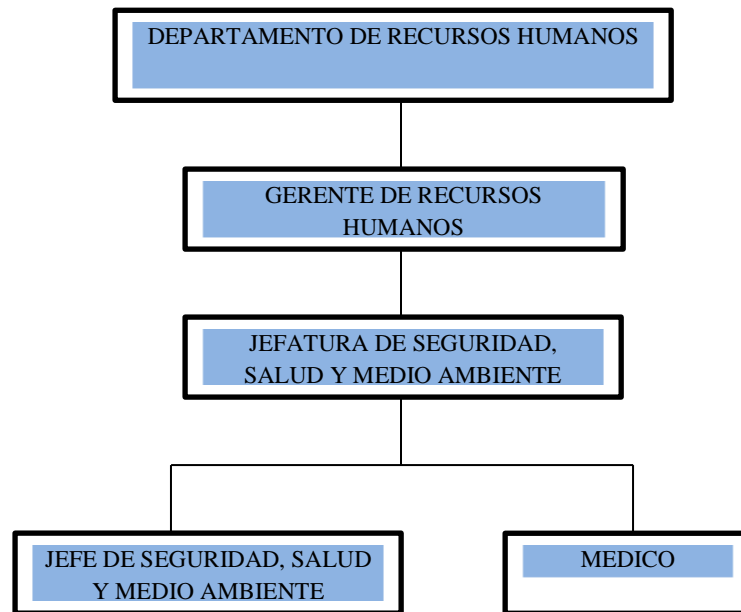 DEPARTAMENTO DE RECURSOS HUMANOS
GERENTE DE RECURSOS
HUMANOS
JEFATURA DE SEGURIDAD,
SALUD Y MEDIO AMBIENTE
JEFE DE SEGURIDAD, SALUD
Y MEDIO AMBIENTE
MEDICO